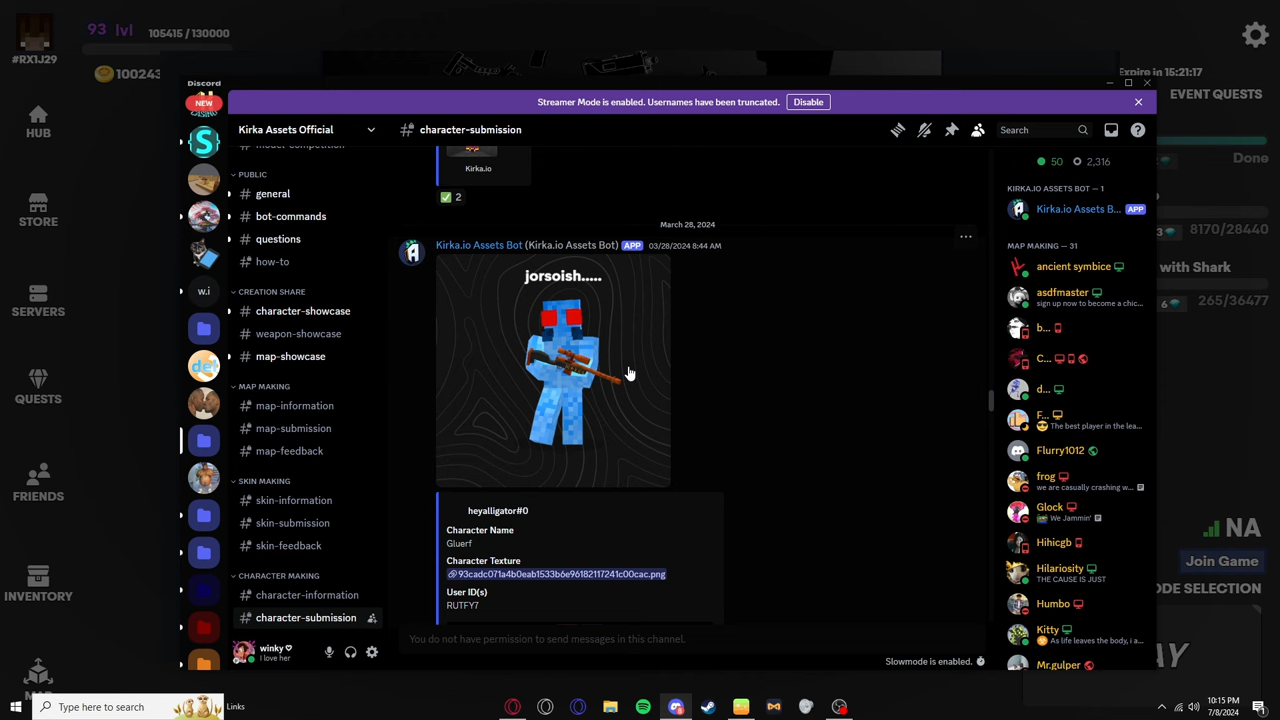 93 lvl
105415 / 130000
#RX1J29
100243
HUB
STORE
SERVERS
QUESTS
FRIENDS
INVENTORY
Expire in 15:21:17
EVENT QUESTS
Done
8170/28440
with Shark
265/36477
NA
Join Game
Discord
NEW
Streamer Mode is enabled. Usernames have been truncated.
Disable
Kirka Assets Official
character-submission
Search
PUBLIC
general
bot-commands
questions
how-to
CREATION SHARE
character-showcase
weapon-showcase
map-showcase
MAP MAKING
map-information
map-submission
map-feedback
SKIN MAKING
skin-information
skin-submission
skin-feedback
CHARACTER MAKING
character-information
character-submission
w.i
winky
I love her
Kirka.io
2
March 28, 2024
Kirka.io Assets Bot (Kirka.io Assets Bot) APP 03/28/2024 8:44 AM
jorsoish.....
heyalligator#0
Character Name
Gluerf
Character Texture
93cadc071a4b0eab1533b6e96182117241c00cac.png
User ID(s)
RUTFY7
You do not have permission to send messages in this channel.
Slowmode is enabled.
50 2,316
KIRKA.IO ASSETS BOT — 1
Kirka.io Assets B... APP
MAP MAKING — 31
ancient symbice
asdfmaster
sign up now to become a chic...
b...
C...
d...
F...
The best player in the lea...
Flurry1012
frog
we are casually crashing w...
Glock
We Jammin'
Hihicgb
Hilariosity
THE CAUSE IS JUST
Humbo
Kitty
As life leaves the body, i a...
Mr.gulper
Type here to search
Links
10:15 PM
7/8/2024